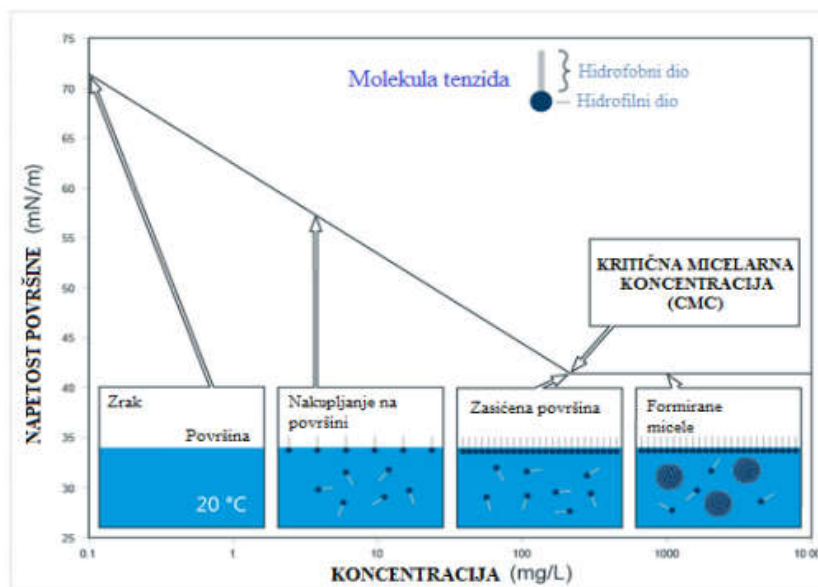 75
70
65
60
55
50
45
40
35
30
25
NAPETOST POVRŠINE (mN/m)
Molekula tenzida
Hidrofobni dio
Hidrofilni dio
KRITIČNA MICELARNA
KONCENTRACIJA
(CMC)
Zrak
Površina
20 °C
Nakupljanje na
površini
Zasićena površina
Formirane
micele
0.1
1
10
100
1000
10 000
KONCENTRACIJA (mg/L)